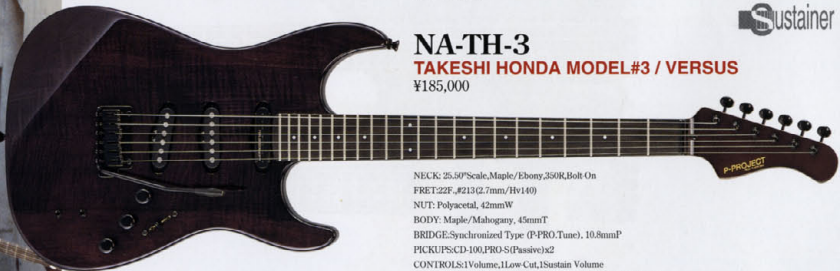 Sustainer
NA-TH-3
TAKESHI HONDA MODEL#3 / VERSUS
¥185,000
P-PROJECT
NECK: 25.50"Scale,Maple/Ebony,350R,Bolt-On
FRET:22F.,#213(2.7mm/Hv140)
NUT: Polyacetal, 42mmW
BODY: Maple/Mahogany, 45mmT
BRIDGE:Synchronized Type (P-PRO.Tune), 10.8mmP
PICKUPS:CD-100,PRO-S(Passive)x2
CONTROLS:1Volume,1Low-Cut,1Sustain Volume